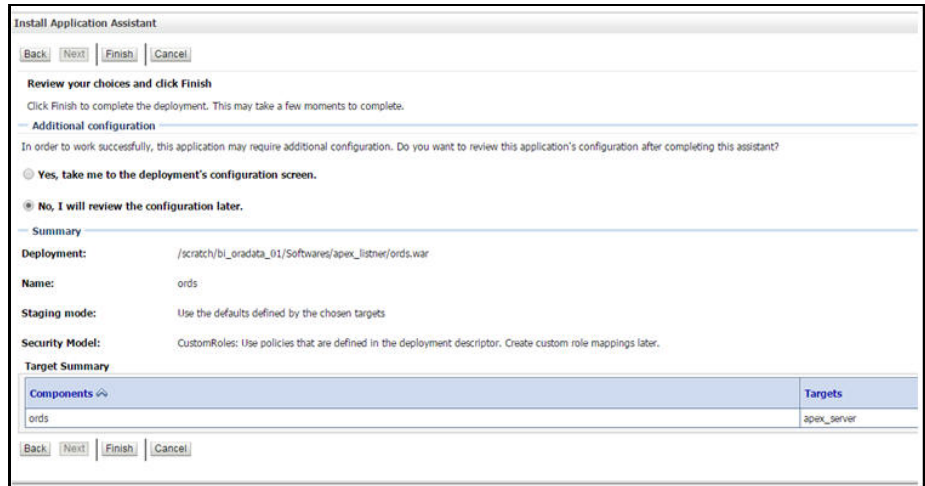 Install Application Assistant
Back Next Finish Cancel
Review your choices and click Finish
Click Finish to complete the deployment. This may take a few moments to complete.
Additional configuration
In order to work successfully, this application may require additional configuration. Do you want to review this application's configuration after completing this assistant?
Yes, take me to the deployment's configuration screen.
No, I will review the configuration later.
Summary
Deployment: /scratch/bi_oradata_01/Softwares/apex_listner/ords.war
Name: ords
Staging mode: Use the defaults defined by the chosen targets
Security Model: CustomRoles: Use policies that are defined in the deployment descriptor. Create custom role mappings later.
Target Summary
Components Targets
ords apex_server
Back Next Finish Cancel